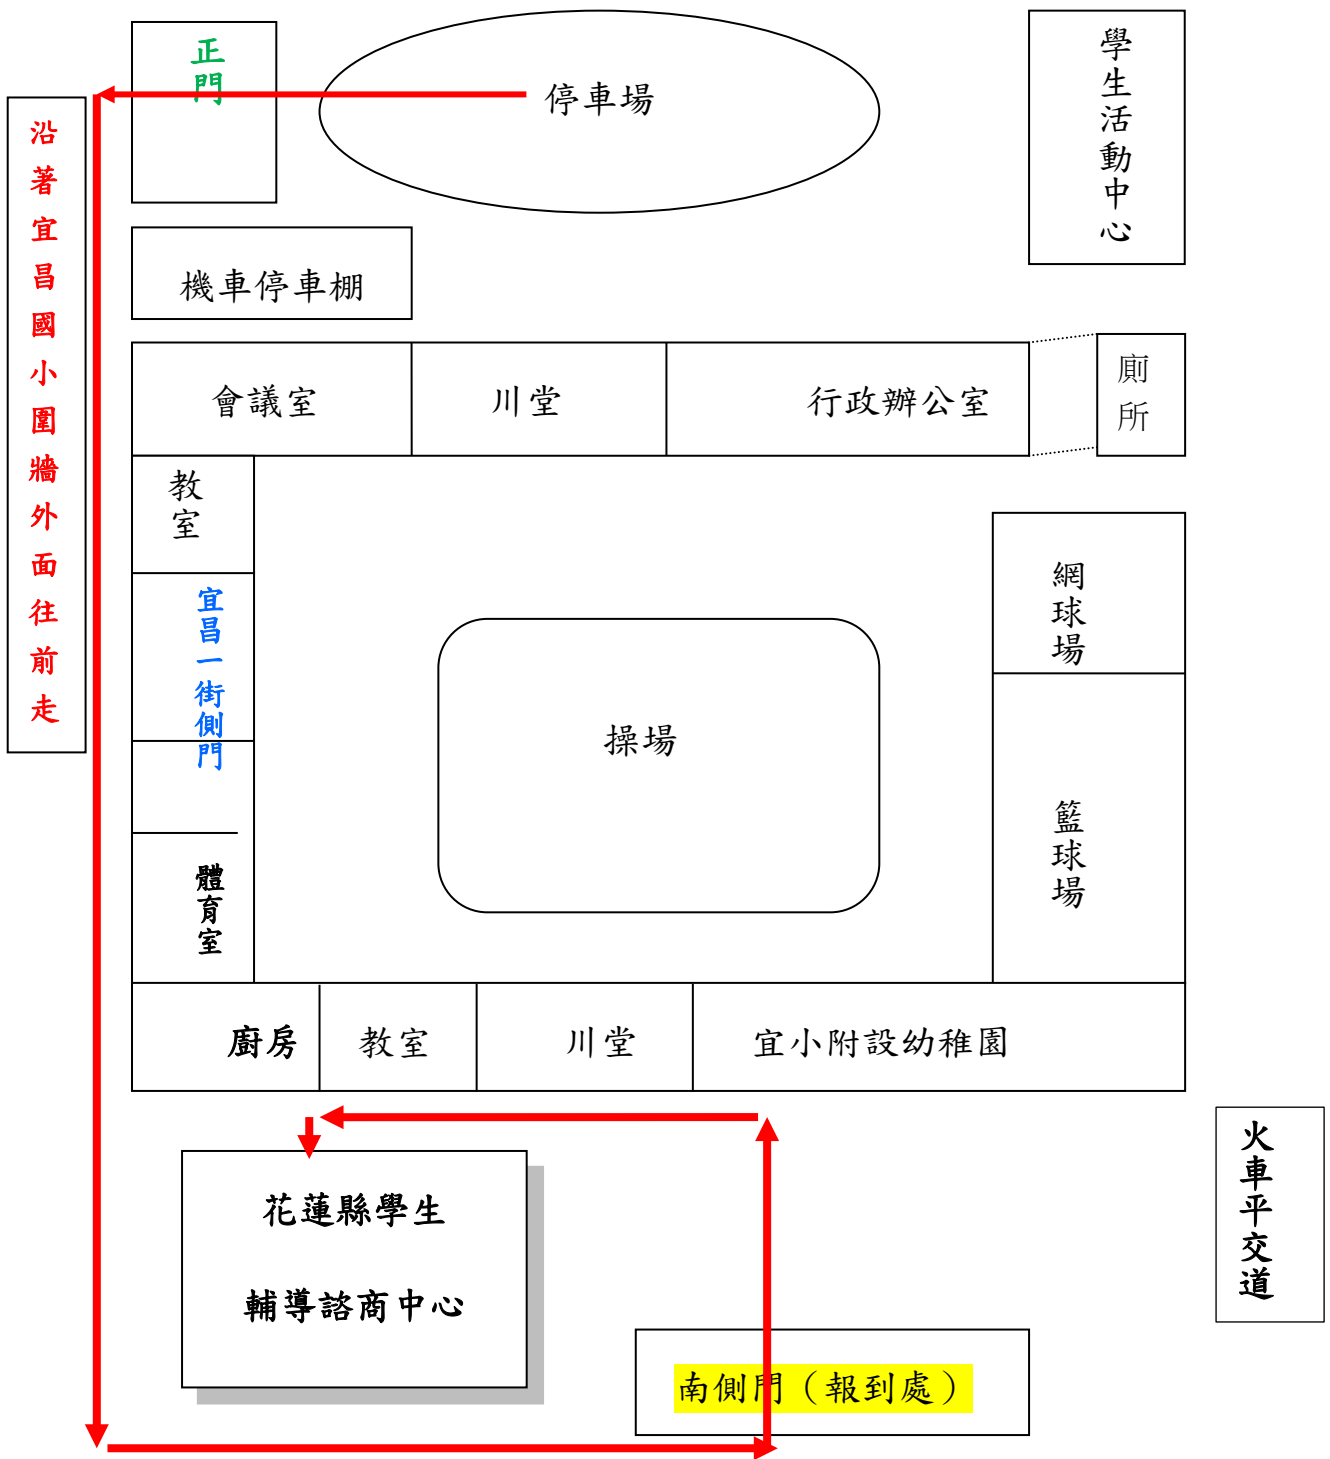 正門
停車場
學生活動中心
沿著宜昌國小圍牆外面往前走
機車停車棚
會議室
川堂
行政辦公室
廁所
教室
宜昌一街側門
網球場
操場
籃球場
體育室
廚房
教室
川堂
宜小附設幼稚園
火車平交道
花蓮縣學生
輔導諮商中心
南側門（報到處）